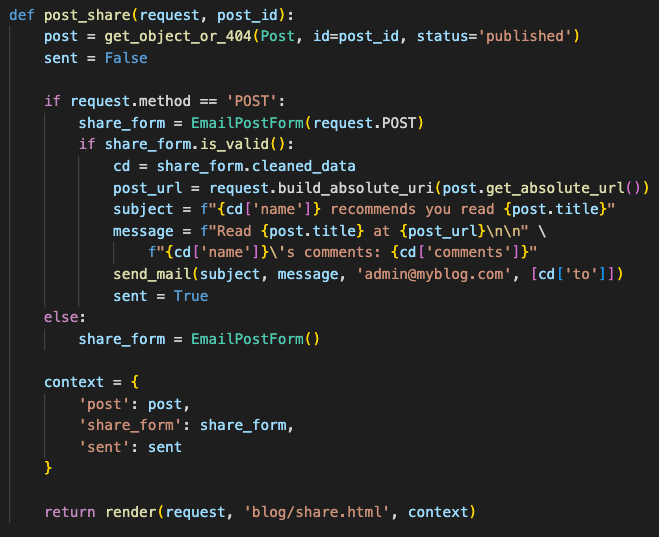 def post_share(request, post_id):
    post = get_object_or_404(Post, id=post_id, status='published')
    sent = False

    if request.method == 'POST':
        share_form = EmailPostForm(request.POST)
        if share_form.is_valid():
            cd = share_form.cleaned_data
            post_url = request.build_absolute_uri(post.get_absolute_url())
            subject = f"{cd['name']} recommends you read {post.title}"
            message = f"Read {post.title} at {post_url}\n\n" \
                f"{cd['name']}\'s comments: {cd['comments']}"
            send_mail(subject, message, 'admin@myblog.com', [cd['to']])
            sent = True
    else:
        share_form = EmailPostForm()

    context = {
        'post': post,
        'share_form': share_form,
        'sent': sent
    }

    return render(request, 'blog/share.html', context)